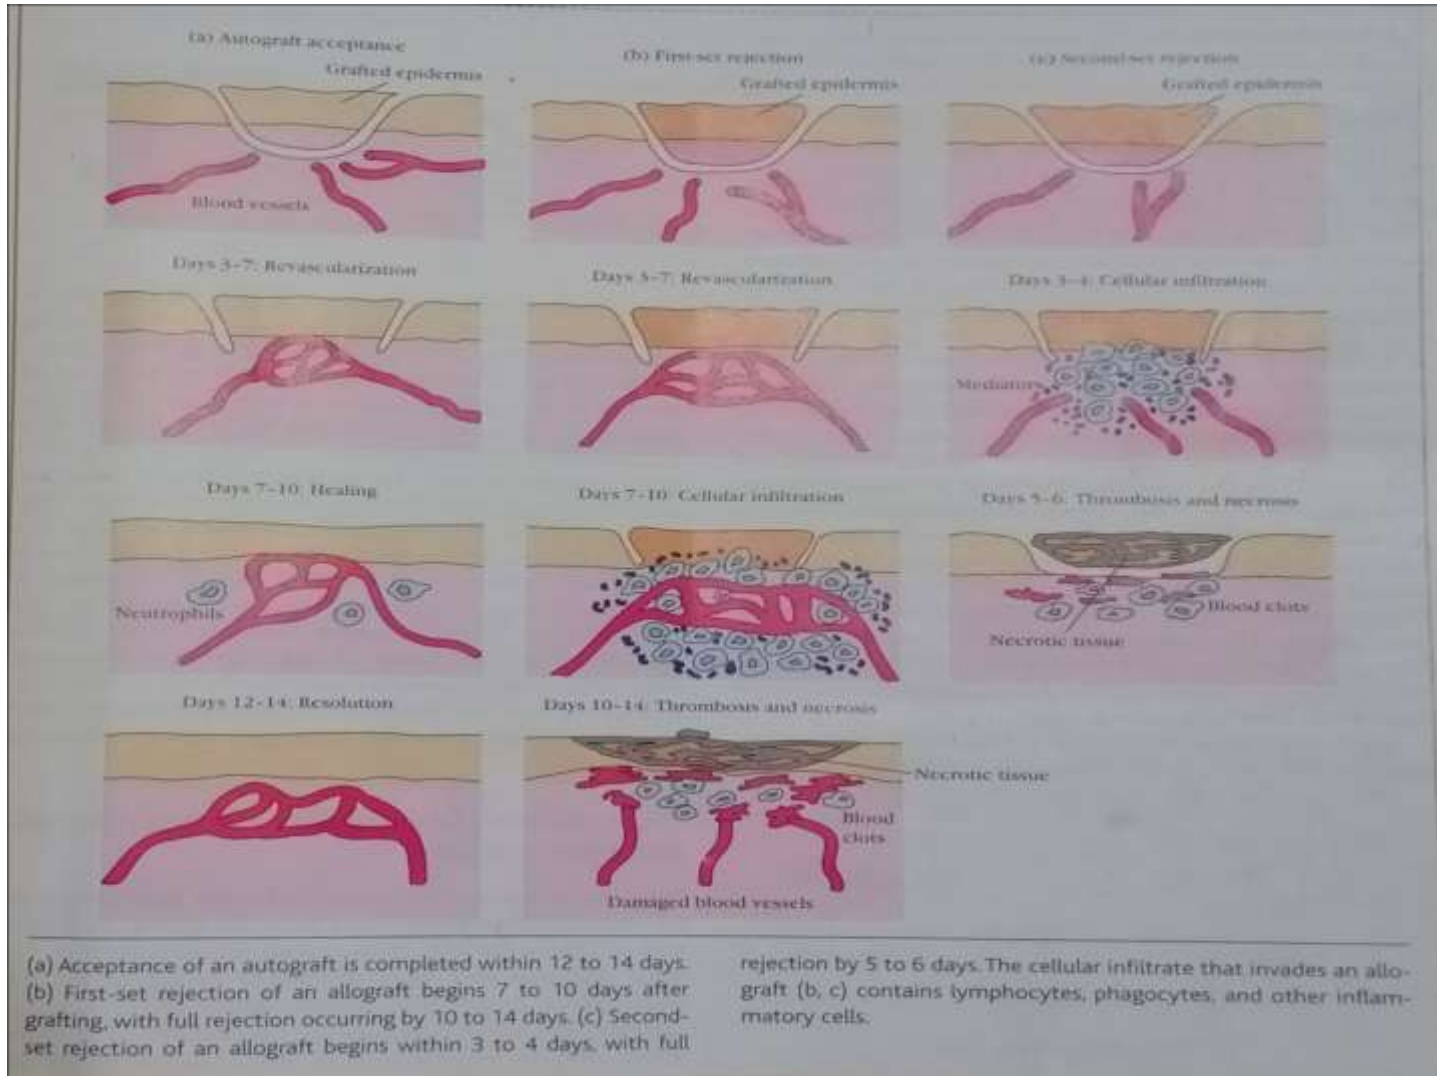 (a) Autograft acceptance
Grafted epidermis
Blood vessels
Days 3–7: Revascularization
Days 7–10: Healing
Neutrophils
Days 12–14: Resolution
(b) First-set rejection
Grafted epidermis
Days 5–7: Revascularization
Days 7–10: Cellular infiltration
Days 10–14: Thrombosis and necrosis
Necrotic tissue
Blood
clots
Damaged blood vessels
(c) Second-set rejection
Grafted epidermis
Days 3–4: Cellular infiltration
Mediators
Days 5–6: Thrombosis and necrosis
Blood clots
Necrotic tissue
(a) Acceptance of an autograft is completed within 12 to 14 days.
(b) First-set rejection of an allograft begins 7 to 10 days after
grafting, with full rejection occurring by 10 to 14 days. (c) Second-
set rejection of an allograft begins within 3 to 4 days, with full
rejection by 5 to 6 days. The cellular infiltrate that invades an allo-
graft (b, c) contains lymphocytes, phagocytes, and other inflam-
matory cells.